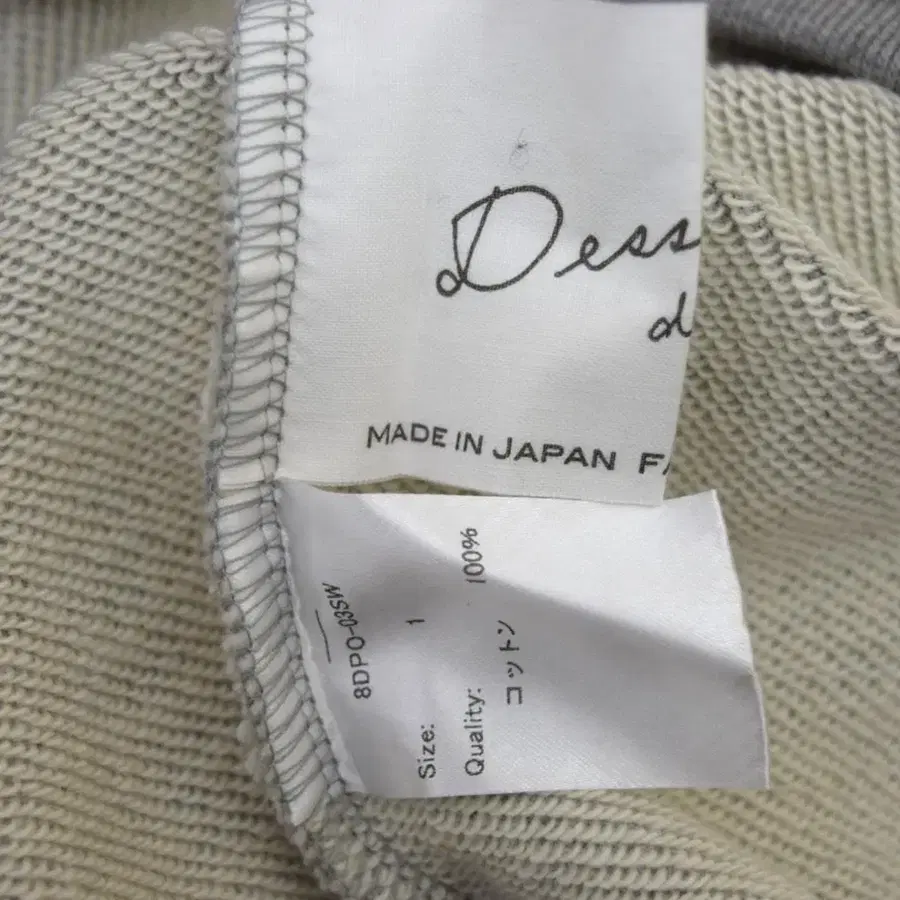 Dess
d
MADE IN JAPAN FA
8DPO-03SW
Size: 1
Quality: 100%
コットン